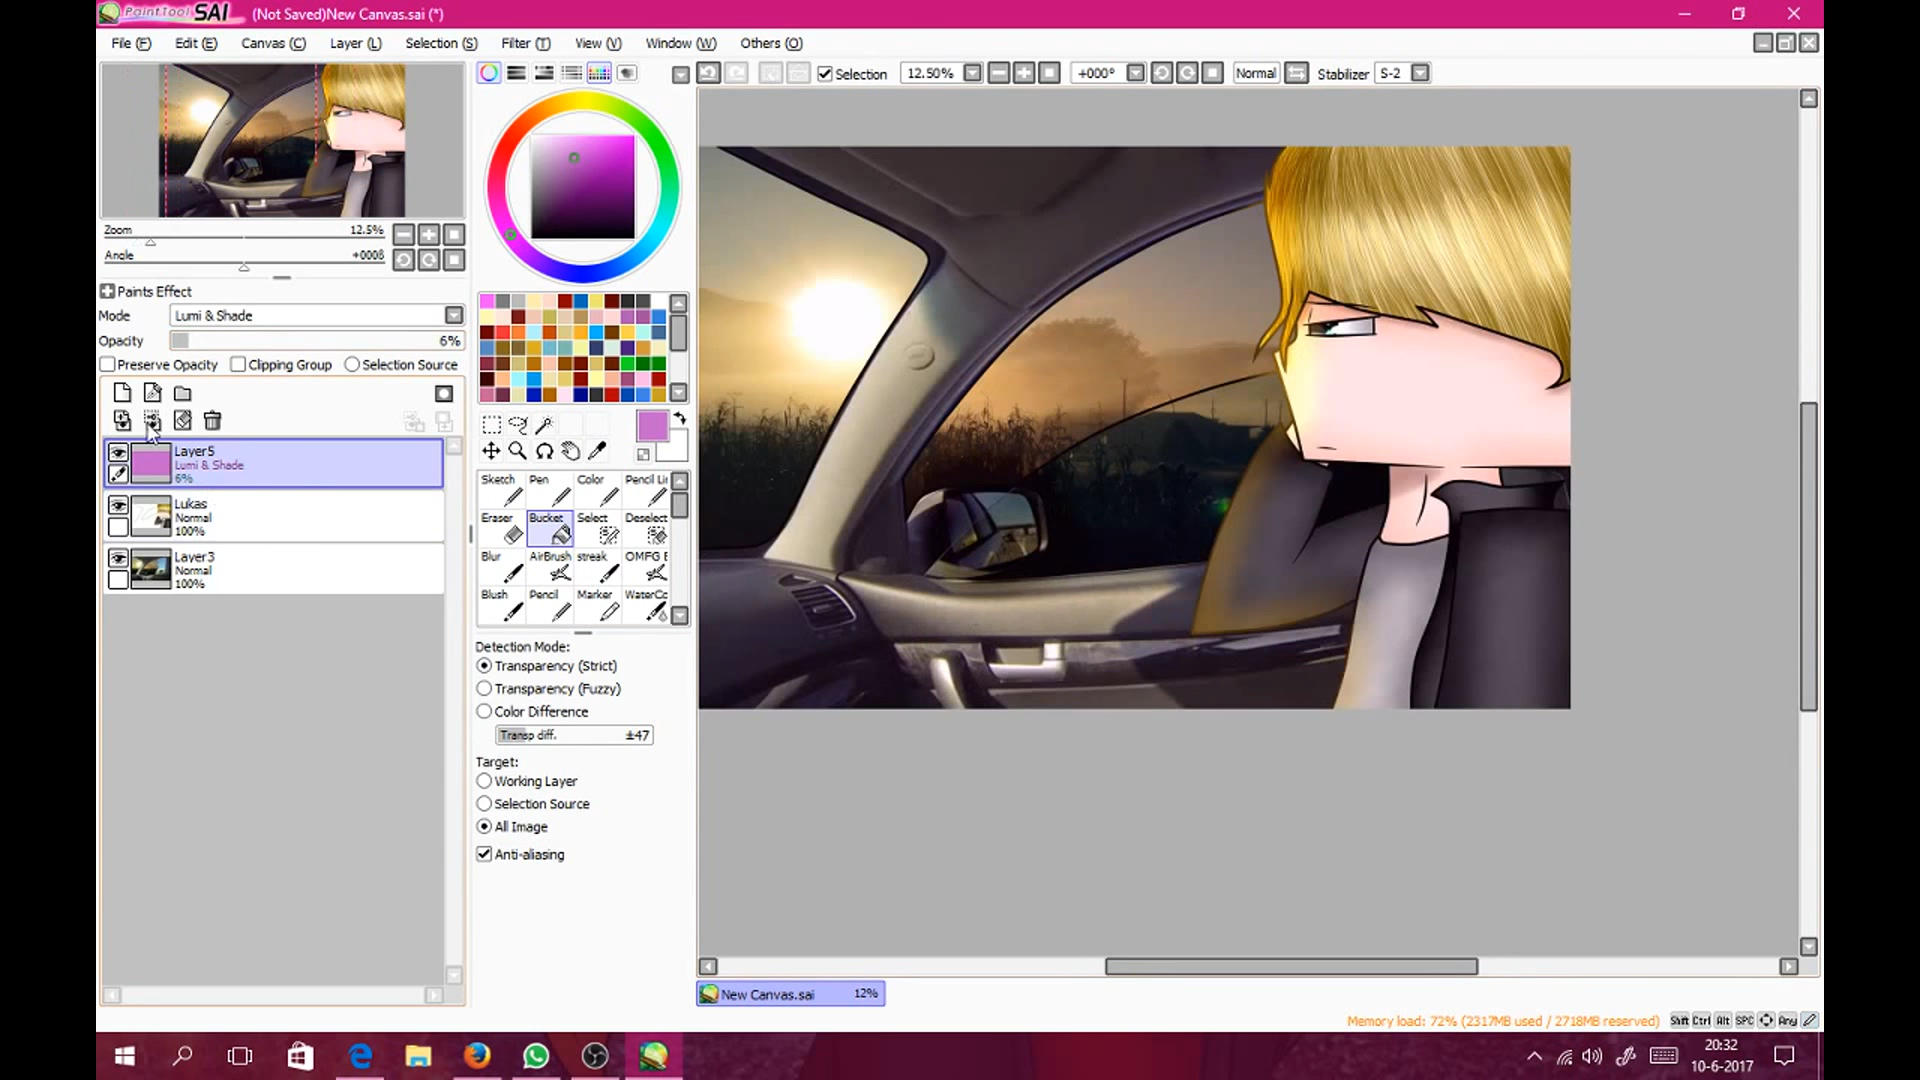 PaintTool SAI (Not Saved)New Canvas.sai (*)
File (F) Edit (E) Canvas (C) Layer (L) Selection (S) Filter (T) View (V) Window (W) Others (O)
Selection 12.50% +000° Normal Stabilizer S-2
Zoom 12.5%
Angle +000ß
Paints Effect
Mode Lumi & Shade
Opacity 6%
Preserve Opacity Clipping Group Selection Source
Layer5
Lumi & Shade
6%
Lukas
Normal
100%
Layer3
Normal
100%
Sketch Pen Color Pencil Li
Eraser Bucket Select Deselect
Blur AirBrush streak OMFG E
Blush Pencil Marker WaterCo
Detection Mode:
Transparency (Strict)
Transparency (Fuzzy)
Color Difference
Transp diff. ±47
Target:
Working Layer
Selection Source
All Image
Anti-aliasing
New Canvas.sai 12%
Memory load: 72% (2317MB used / 2718MB reserved) Shift Ctrl Alt SPC Any
20:32
10-6-2017